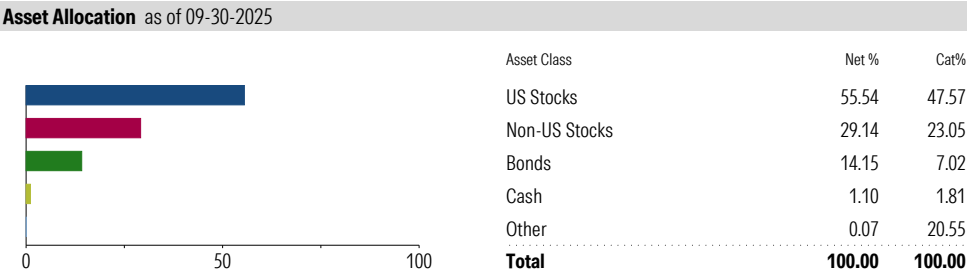 Asset Allocation as of 09-30-2025
Asset Class Net % Cat%
US Stocks 55.54 47.57
Non-US Stocks 29.14 23.05
Bonds 14.15 7.02
Cash 1.10 1.81
Other 0.07 20.55
Total 100.00 100.00
0 50 100